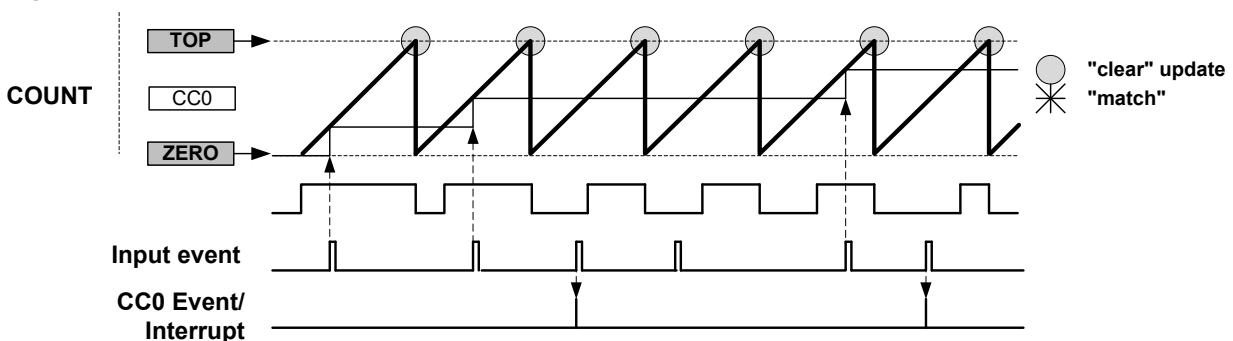 TOP
COUNT
CC0
ZERO
"clear" update
"match"
Input event
CC0 Event/
Interrupt